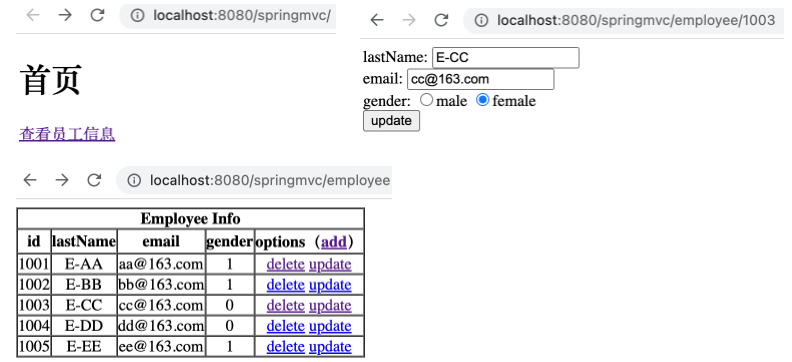 localhost:8080/springmvc/
首页
查看员工信息
localhost:8080/springmvc/employee/1003
lastName: E-CC
email: cc@163.com
gender: male female
update
localhost:8080/springmvc/employee
Employee Info
id lastName email gender options（add）
1001 E-AA aa@163.com 1 delete update
1002 E-BB bb@163.com 1 delete update
1003 E-CC cc@163.com 0 delete update
1004 E-DD dd@163.com 0 delete update
1005 E-EE ee@163.com 1 delete update